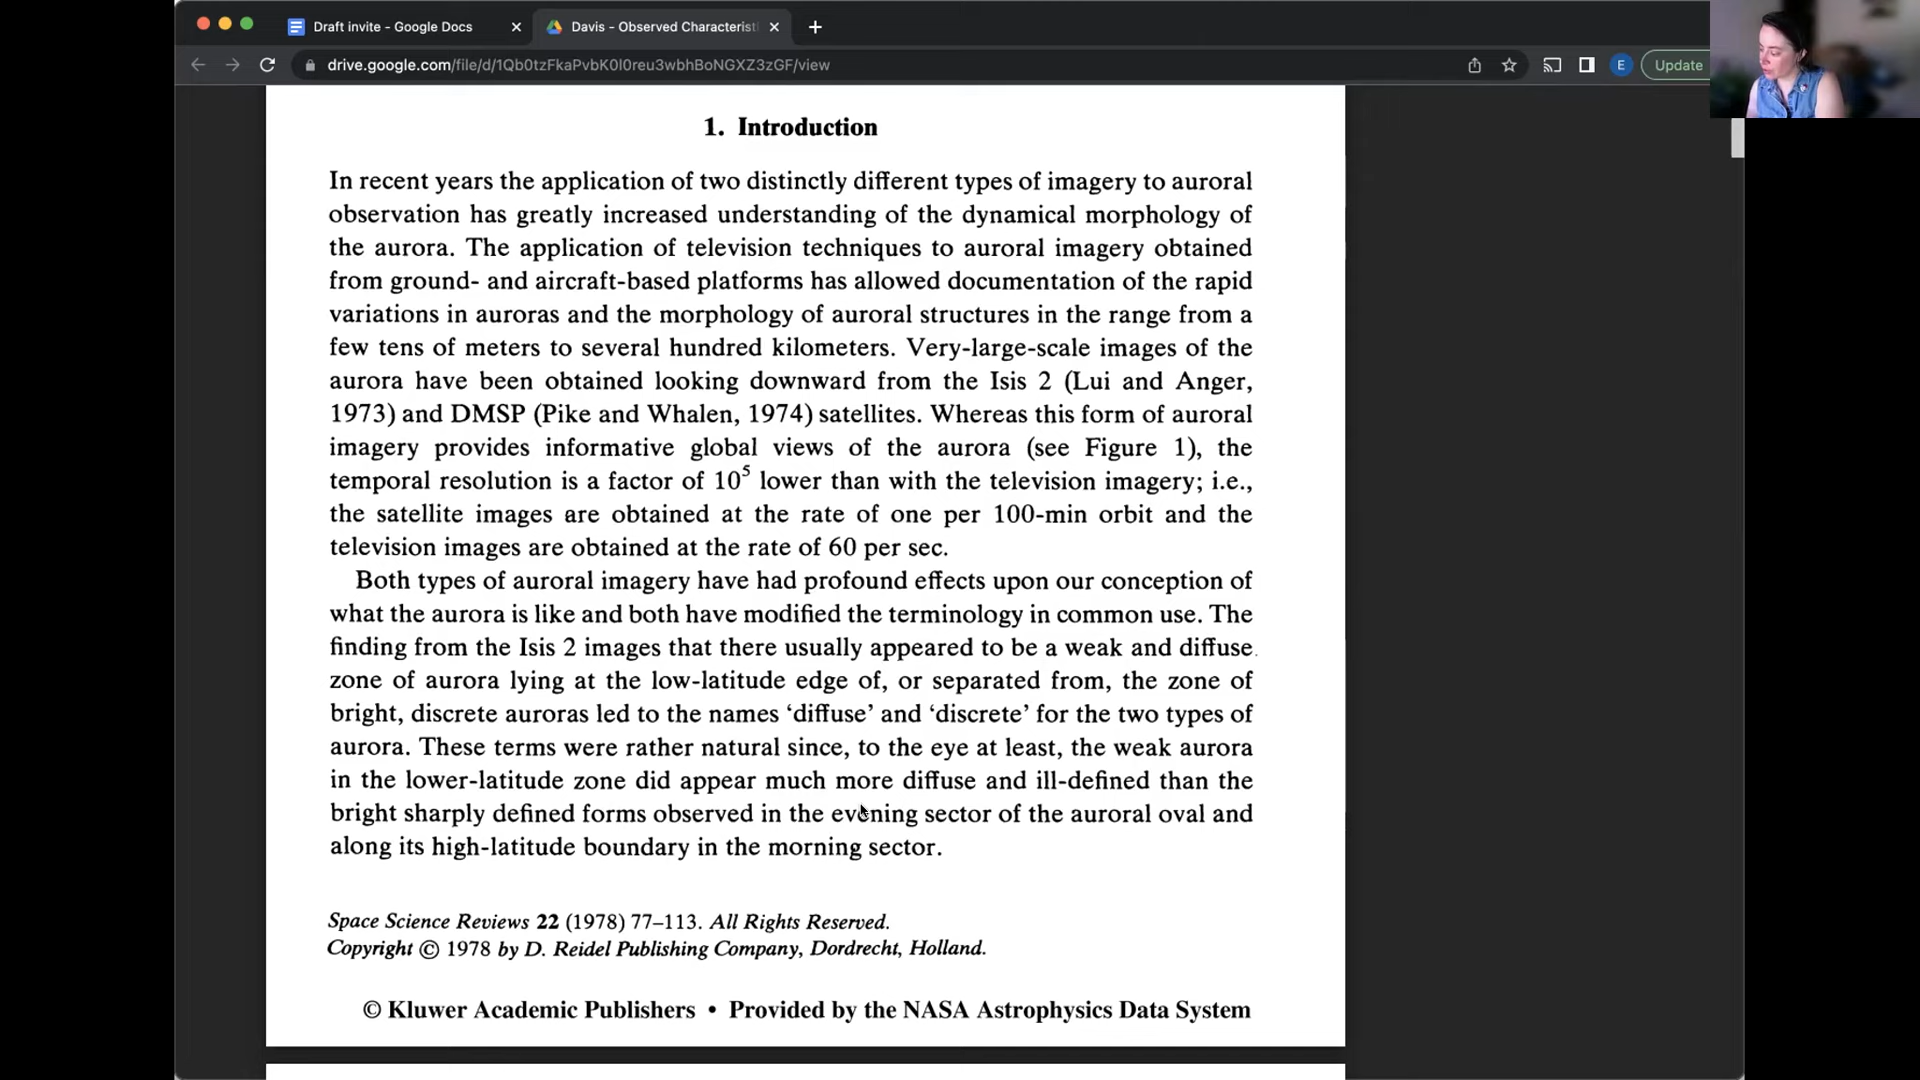 Draft invite - Google Docs
Davis - Observed Characterist
drive.google.com/file/d/1Qb0tzFkaPvbK0I0reu3wbhBoNGXZ3zGF/view
E
Update
1. Introduction
In recent years the application of two distinctly different types of imagery to auroral
observation has greatly increased understanding of the dynamical morphology of
the aurora. The application of television techniques to auroral imagery obtained
from ground- and aircraft-based platforms has allowed documentation of the rapid
variations in auroras and the morphology of auroral structures in the range from a
few tens of meters to several hundred kilometers. Very-large-scale images of the
aurora have been obtained looking downward from the Isis 2 (Lui and Anger,
1973) and DMSP (Pike and Whalen, 1974) satellites. Whereas this form of auroral
imagery provides informative global views of the aurora (see Figure 1), the
temporal resolution is a factor of 10⁵ lower than with the television imagery; i.e.,
the satellite images are obtained at the rate of one per 100-min orbit and the
television images are obtained at the rate of 60 per sec.
Both types of auroral imagery have had profound effects upon our conception of
what the aurora is like and both have modified the terminology in common use. The
finding from the Isis 2 images that there usually appeared to be a weak and diffuse
zone of aurora lying at the low-latitude edge of, or separated from, the zone of
bright, discrete auroras led to the names ‘diffuse’ and ‘discrete’ for the two types of
aurora. These terms were rather natural since, to the eye at least, the weak aurora
in the lower-latitude zone did appear much more diffuse and ill-defined than the
bright sharply defined forms observed in the evening sector of the auroral oval and
along its high-latitude boundary in the morning sector.
Space Science Reviews 22 (1978) 77–113. All Rights Reserved.
Copyright © 1978 by D. Reidel Publishing Company, Dordrecht, Holland.
© Kluwer Academic Publishers • Provided by the NASA Astrophysics Data System